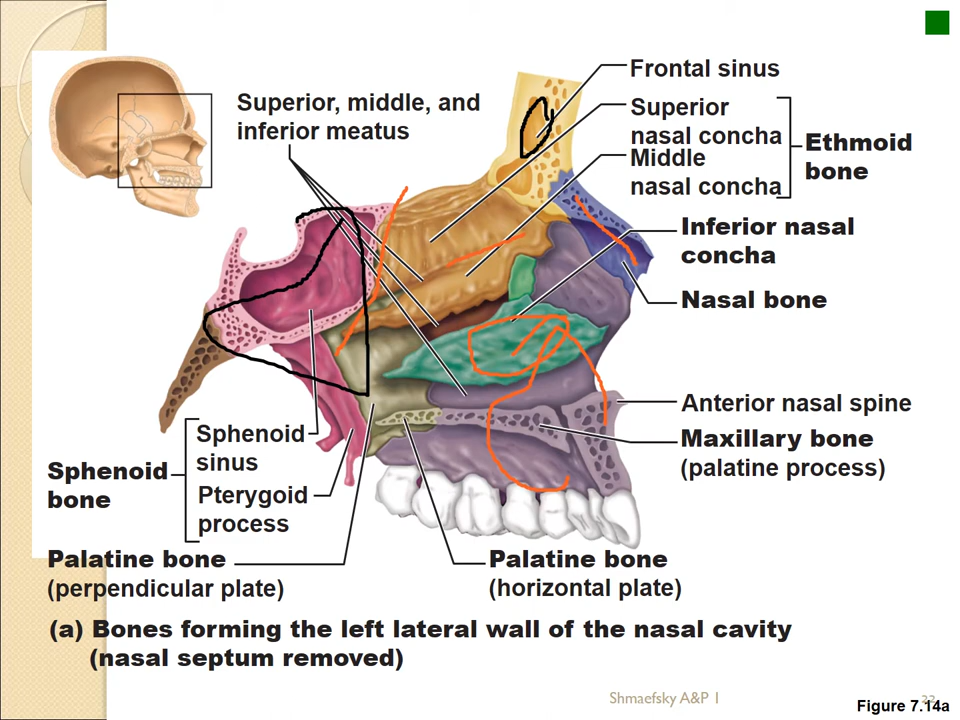 Frontal sinus
Superior, middle, and
inferior meatus
Superior
nasal concha
Middle
nasal concha
Ethmoid
bone
Inferior nasal
concha
Nasal bone
Anterior nasal spine
Maxillary bone
(palatine process)
Sphenoid
bone
Sphenoid
sinus
Pterygoid
process
Palatine bone
(perpendicular plate)
Palatine bone
(horizontal plate)
(a) Bones forming the left lateral wall of the nasal cavity
(nasal septum removed)
Shmaefsky A&P 1
Figure 7.14a